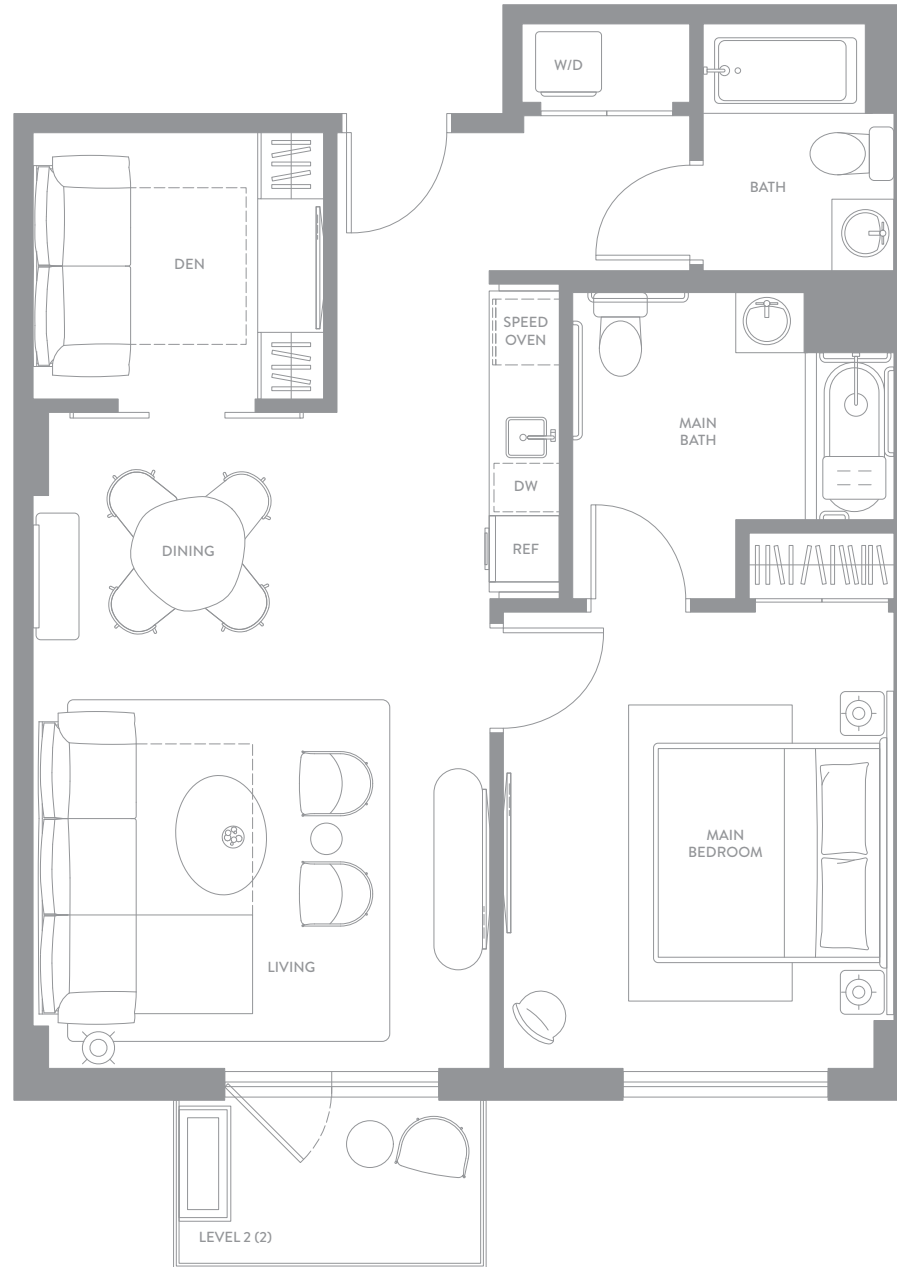 W/D
BATH
DEN
SPEED
OVEN
MAIN
BATH
DW
DINING
REF
MAIN
BEDROOM
LIVING
LEVEL 2 (2)